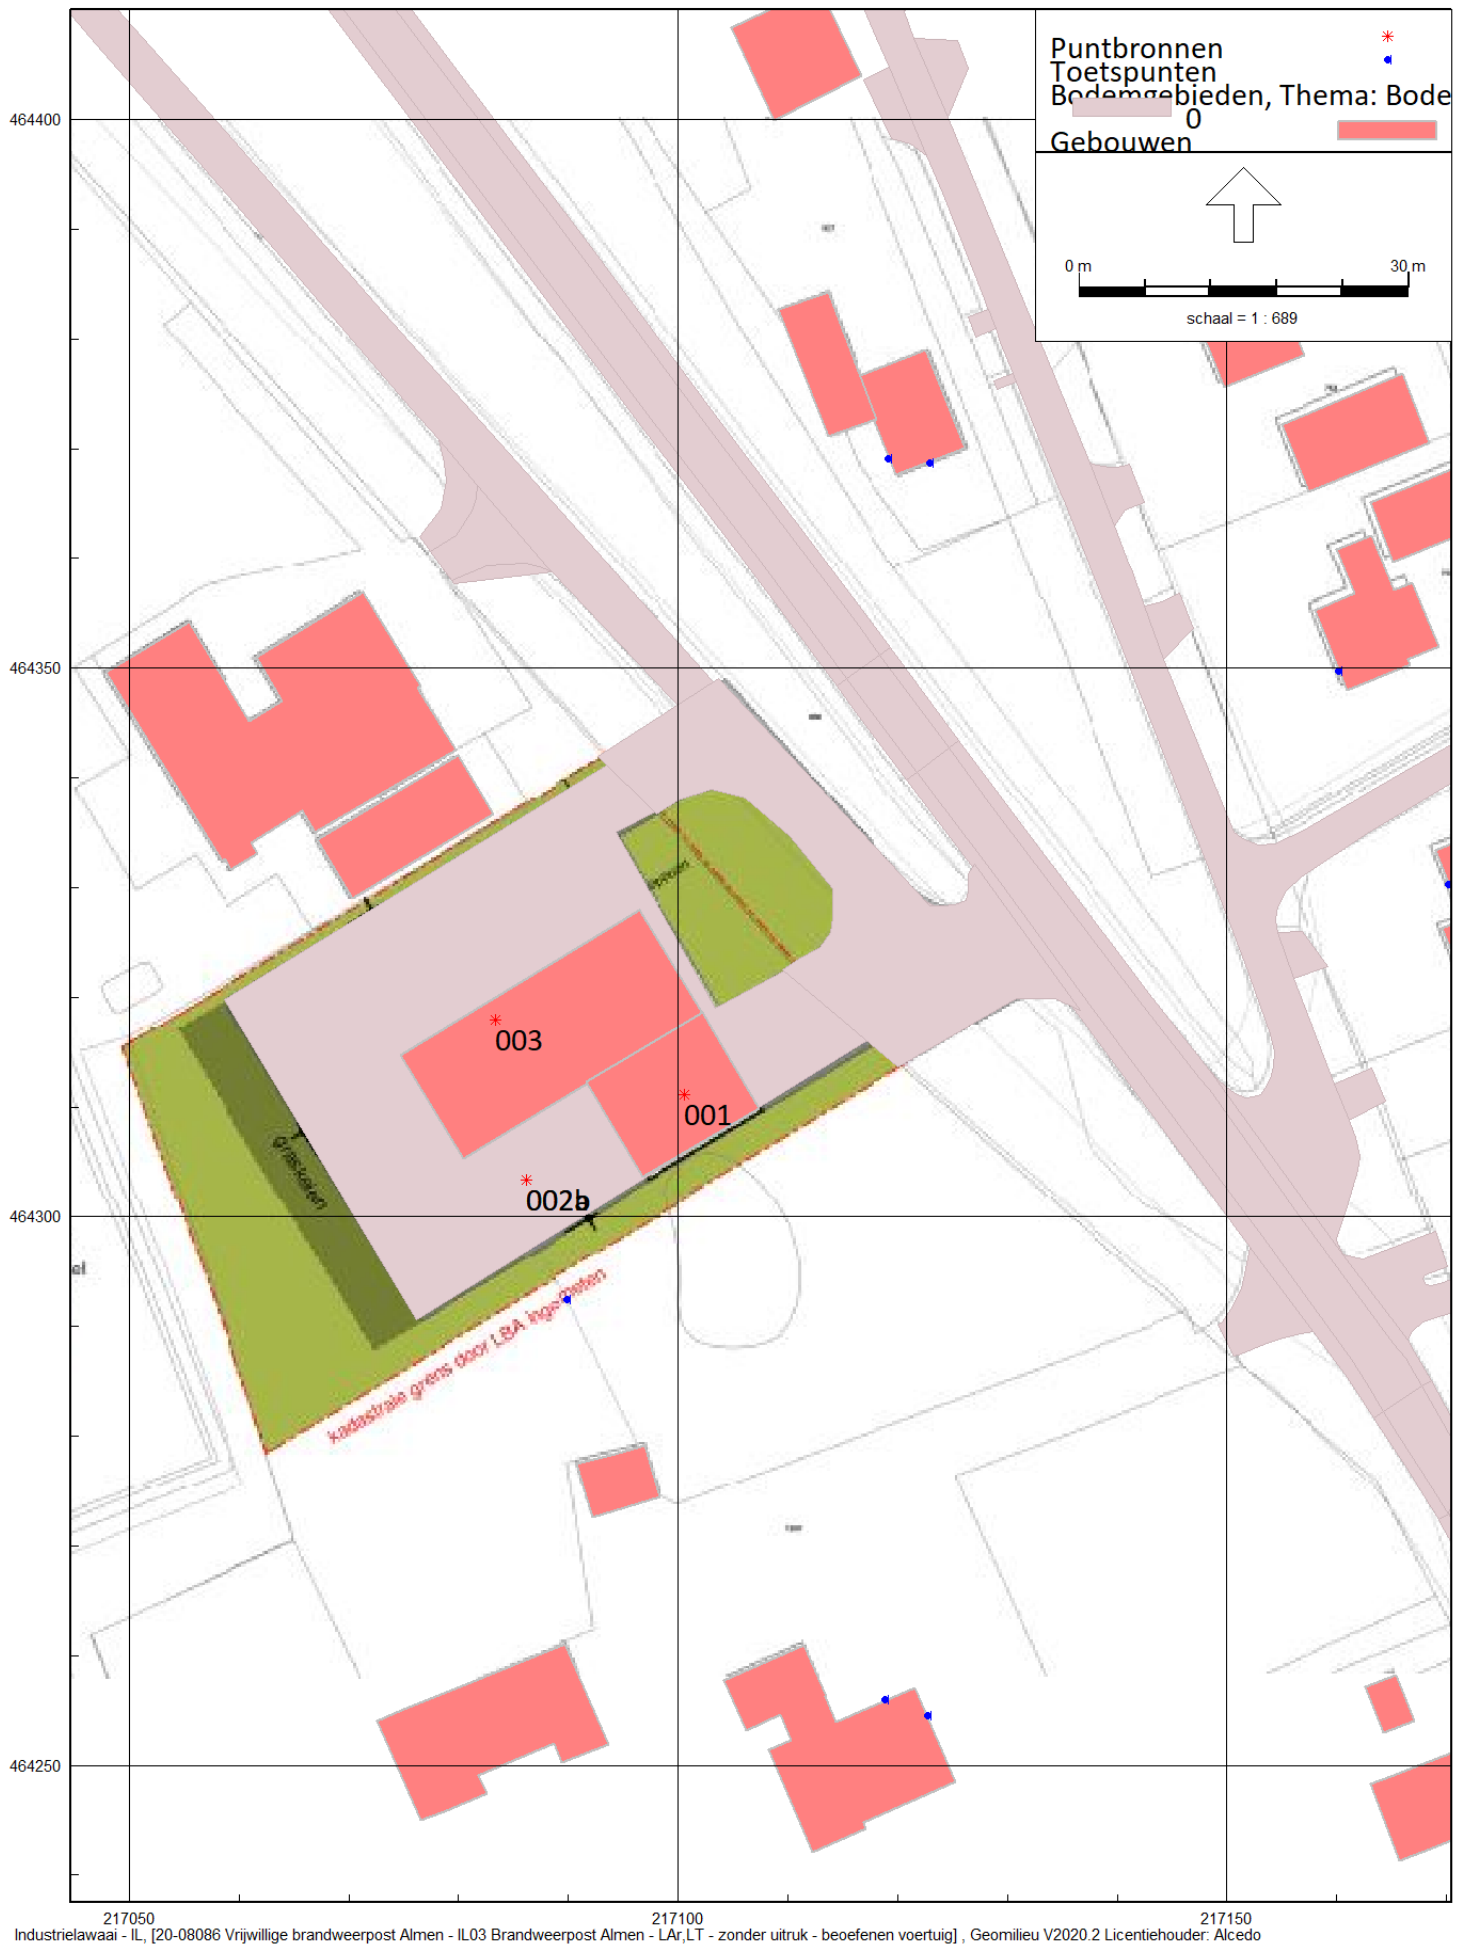 Puntbronnen
Toetspunten
Bodemgebieden, Thema: Bode
0
Gebouwen
0 m 30 m
schaal = 1 : 689
464400
464350
003
001
002b
464300
graskeien
kadastrale grens door LBA ingemeten
464250
217050 217100 217150
Industrielawaai - IL, [20-08086 Vrijwillige brandweerpost Almen - IL03 Brandweerpost Almen - LAr,LT - zonder uitruk - beoefenen voertuig] , Geomilieu V2020.2 Licentiehouder: Alcedo